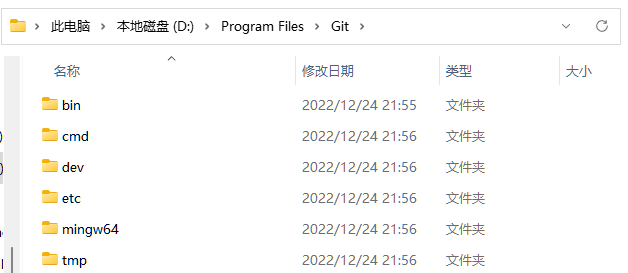 此电脑 > 本地磁盘 (D:) > Program Files > Git >
名称 修改日期 类型 大小
bin 2022/12/24 21:55 文件夹
cmd 2022/12/24 21:56 文件夹
dev 2022/12/24 21:56 文件夹
etc 2022/12/24 21:56 文件夹
mingw64 2022/12/24 21:56 文件夹
tmp 2022/12/24 21:56 文件夹